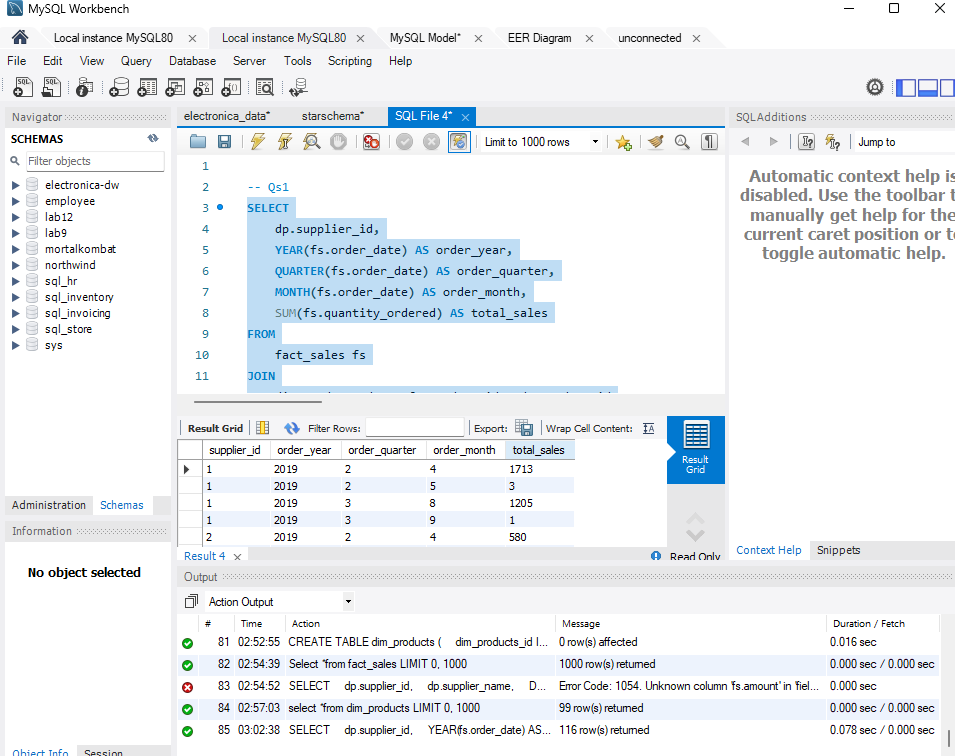 MySQL Workbench
Local instance MySQL80
Local instance MySQL80
MySQL Model*
EER Diagram
unconnected
File Edit View Query Database Server Tools Scripting Help
Navigator
SCHEMAS
Filter objects
electronica-dw
employee
lab12
lab9
mortalkombat
northwind
sql_hr
sql_inventory
sql_invoicing
sql_store
sys
Administration Schemas
Information
No object selected
Object Info Session
electronica_data* starschema* SQL File 4*
Limit to 1000 rows
1
2 -- Qs1
3 SELECT
4 dp.supplier_id,
5 YEAR(fs.order_date) AS order_year,
6 QUARTER(fs.order_date) AS order_quarter,
7 MONTH(fs.order_date) AS order_month,
8 SUM(fs.quantity_ordered) AS total_sales
9 FROM
10 fact_sales fs
11 JOIN
Result Grid Filter Rows: Export: Wrap Cell Content:
supplier_id order_year order_quarter order_month total_sales
1 2019 2 4 1713
1 2019 2 5 3
1 2019 3 8 1205
1 2019 3 9 1
2 2019 2 4 580
Result Grid
Result 4
Read Only
SQLAdditions
Jump to
Automatic context help is
disabled. Use the toolbar t
manually get help for the
current caret position or to
toggle automatic help.
Context Help Snippets
Output
Action Output
# Time Action Message Duration / Fetch
81 02:52:55 CREATE TABLE dim_products ( dim_products_id I... 0 row(s) affected 0.016 sec
82 02:54:39 Select *from fact_sales LIMIT 0, 1000 1000 row(s) returned 0.000 sec / 0.000 sec
83 02:54:52 SELECT dp.supplier_id, dp.supplier_name, D... Error Code: 1054. Unknown column 'fs.amount' in 'fiel... 0.000 sec
84 02:57:03 select *from dim_products LIMIT 0, 1000 99 row(s) returned 0.000 sec / 0.000 sec
85 03:02:38 SELECT dp.supplier_id, YEAR(fs.order_date) AS... 116 row(s) returned 0.078 sec / 0.000 sec